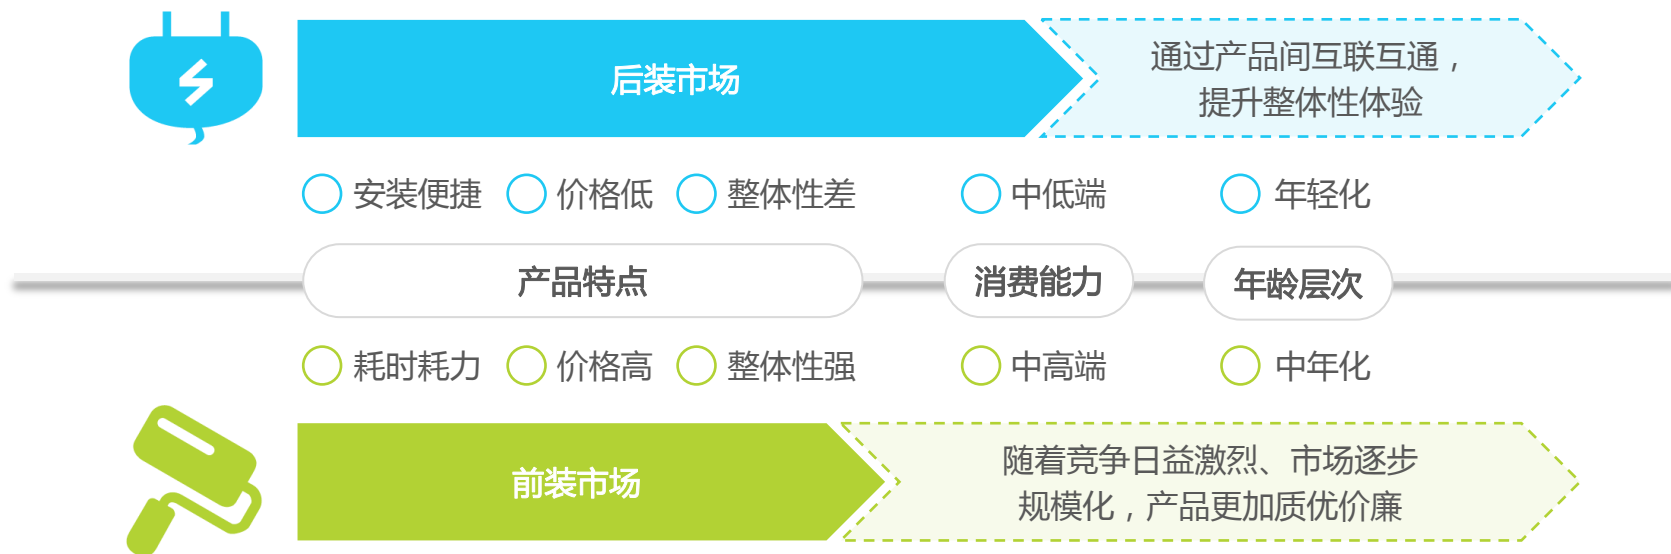 后装市场
通过产品间互联互通，
提升整体性体验
安装便捷 价格低 整体性差 中低端 年轻化
产品特点 消费能力 年龄层次
耗时耗力 价格高 整体性强 中高端 中年化
前装市场
随着竞争日益激烈、市场逐步
规模化，产品更加质优价廉